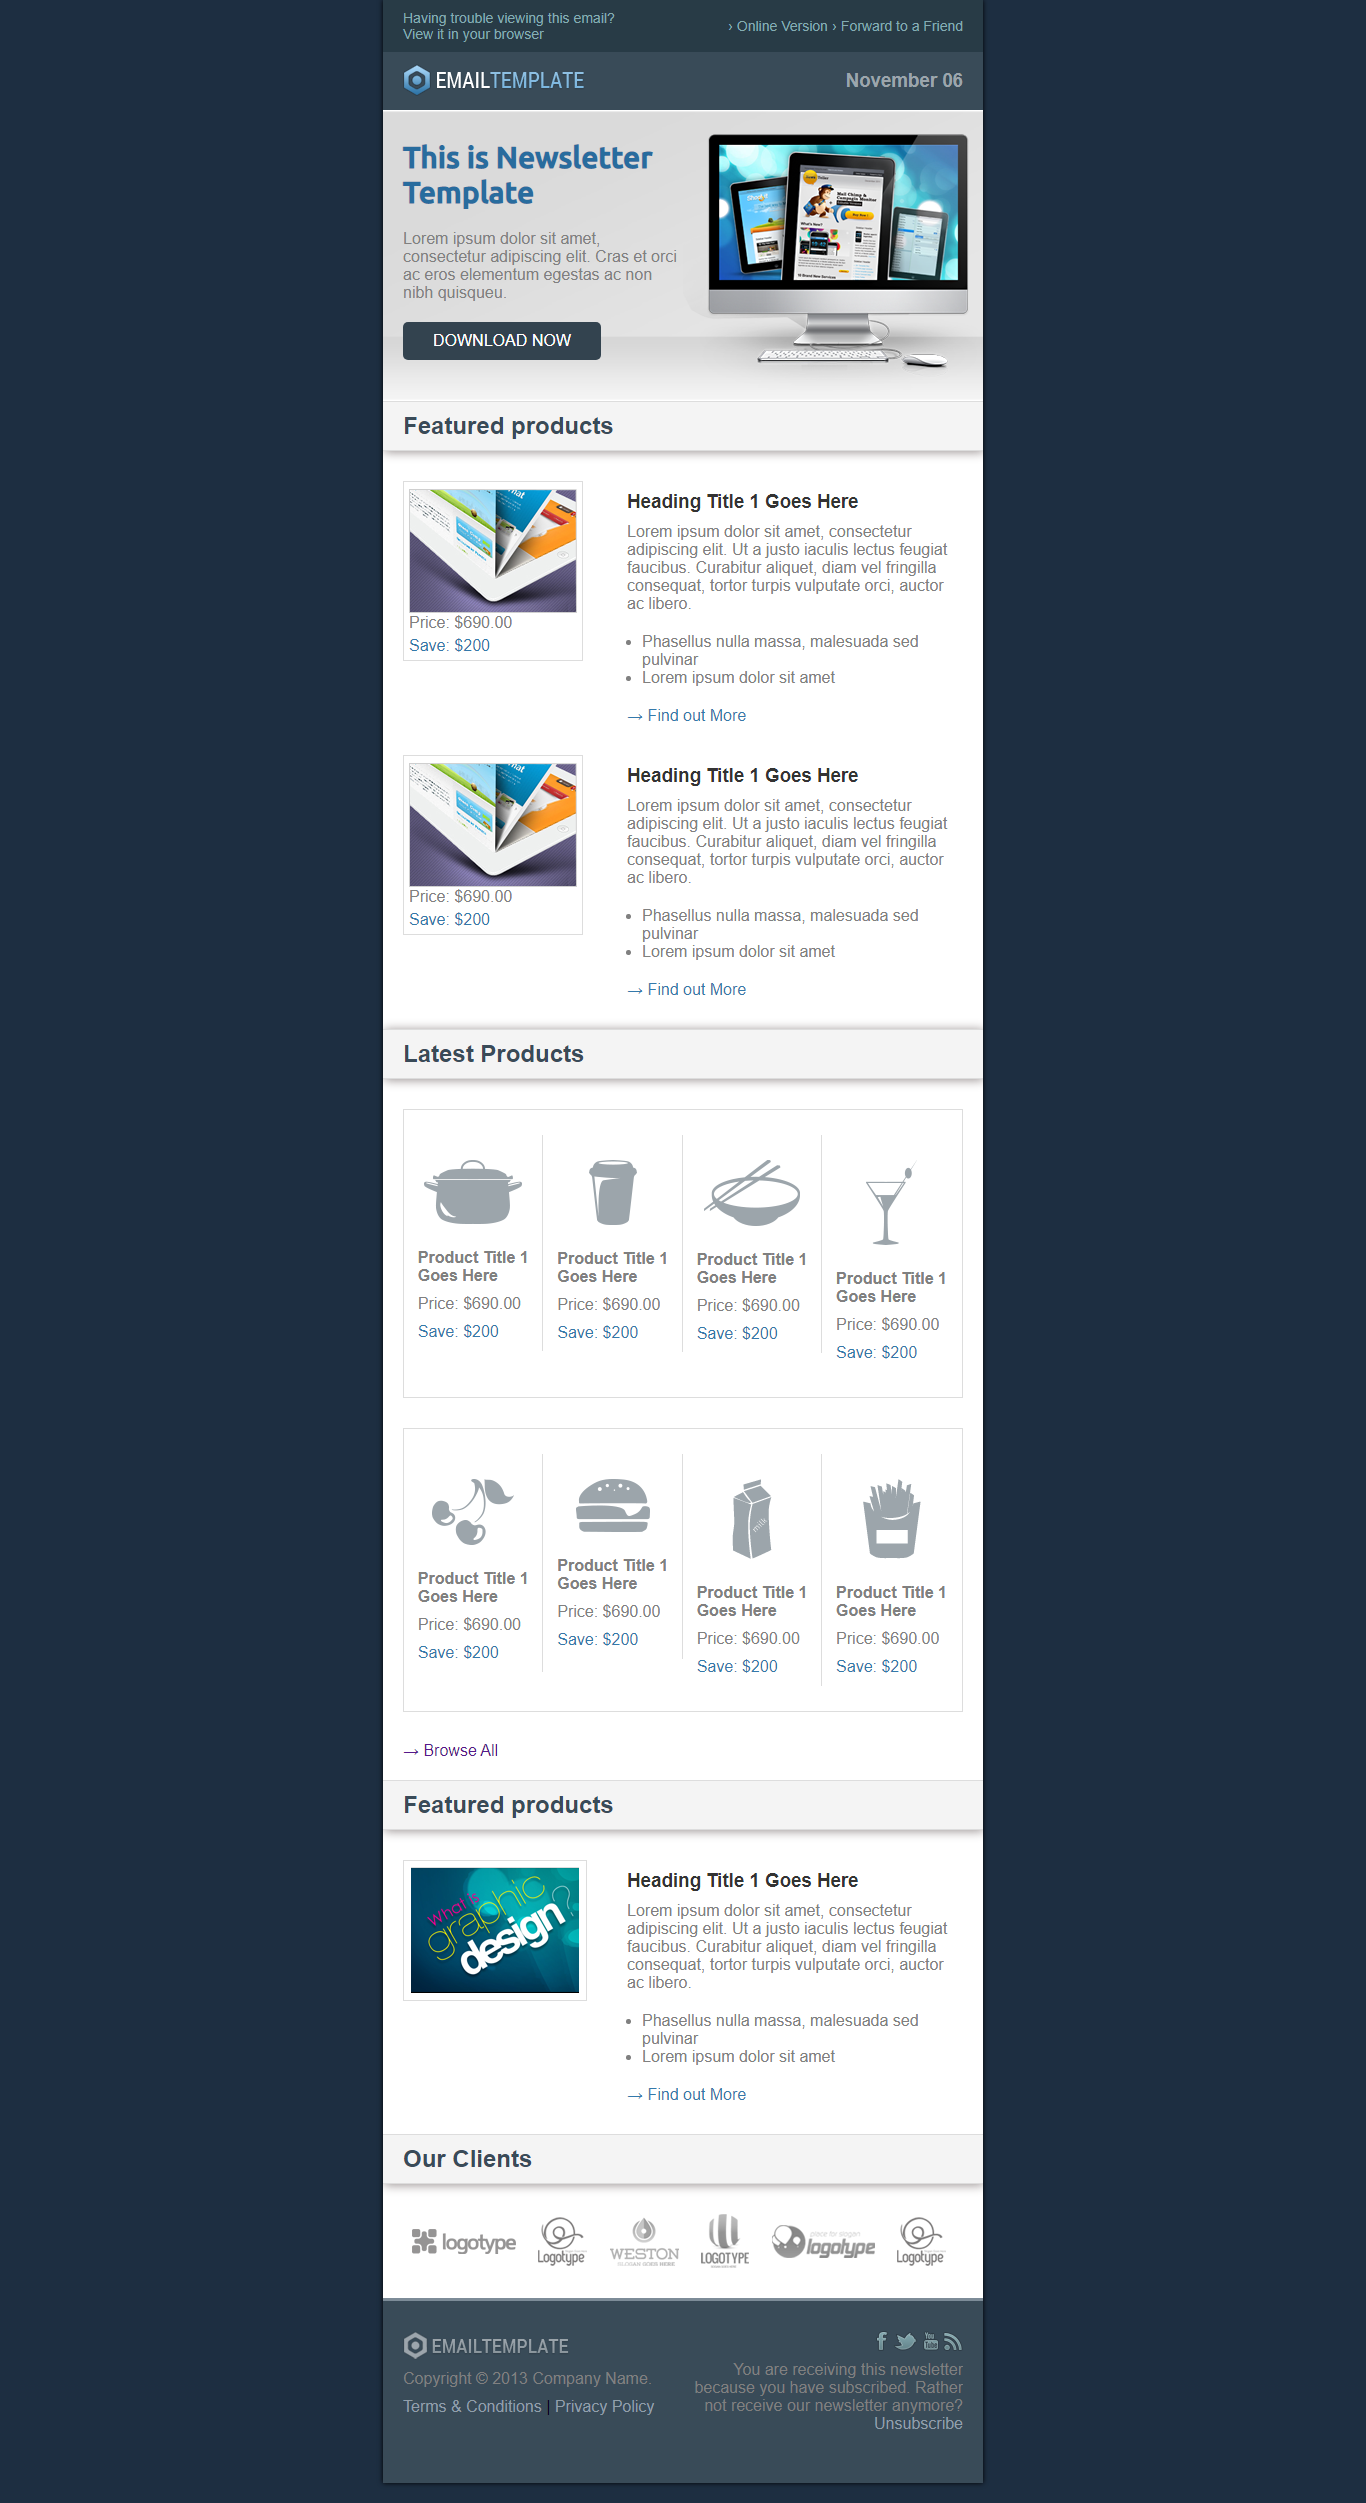 Having trouble viewing this email?
View it in your browser
› Online Version › Forward to a Friend
EMAILTEMPLATE
November 06
This is Newsletter
Template
Lorem ipsum dolor sit amet,
consectetur adipiscing elit. Cras et orci
ac eros elementum egestas ac non
nibh quisqueu.
DOWNLOAD NOW
Mail Chimp &
Campaign Monitor
What's New?
Featured products
Price: $690.00
Save: $200
Heading Title 1 Goes Here
Lorem ipsum dolor sit amet, consectetur
adipiscing elit. Ut a justo iaculis lectus feugiat
faucibus. Curabitur aliquet, diam vel fringilla
consequat, tortor turpis vulputate orci, auctor
ac libero.
• Phasellus nulla massa, malesuada sed
pulvinar
• Lorem ipsum dolor sit amet
→ Find out More
Price: $690.00
Save: $200
Heading Title 1 Goes Here
Lorem ipsum dolor sit amet, consectetur
adipiscing elit. Ut a justo iaculis lectus feugiat
faucibus. Curabitur aliquet, diam vel fringilla
consequat, tortor turpis vulputate orci, auctor
ac libero.
• Phasellus nulla massa, malesuada sed
pulvinar
• Lorem ipsum dolor sit amet
→ Find out More
Latest Products
Product Title 1
Goes Here
Price: $690.00
Save: $200
Product Title 1
Goes Here
Price: $690.00
Save: $200
Product Title 1
Goes Here
Price: $690.00
Save: $200
Product Title 1
Goes Here
Price: $690.00
Save: $200
Product Title 1
Goes Here
Price: $690.00
Save: $200
Product Title 1
Goes Here
Price: $690.00
Save: $200
milk
Product Title 1
Goes Here
Price: $690.00
Save: $200
Product Title 1
Goes Here
Price: $690.00
Save: $200
→ Browse All
Featured products
what is
graphic
design?
Heading Title 1 Goes Here
Lorem ipsum dolor sit amet, consectetur
adipiscing elit. Ut a justo iaculis lectus feugiat
faucibus. Curabitur aliquet, diam vel fringilla
consequat, tortor turpis vulputate orci, auctor
ac libero.
• Phasellus nulla massa, malesuada sed
pulvinar
• Lorem ipsum dolor sit amet
→ Find out More
Our Clients
logotype
Logotype
WESTON
SLOGAN GOES HERE
LOGOTYPE
place for slogan
logotype
Logotype
EMAILTEMPLATE
Copyright © 2013 Company Name.
Terms & Conditions | Privacy Policy
You Tube
You are receiving this newsletter
because you have subscribed. Rather
not receive our newsletter anymore?
Unsubscribe